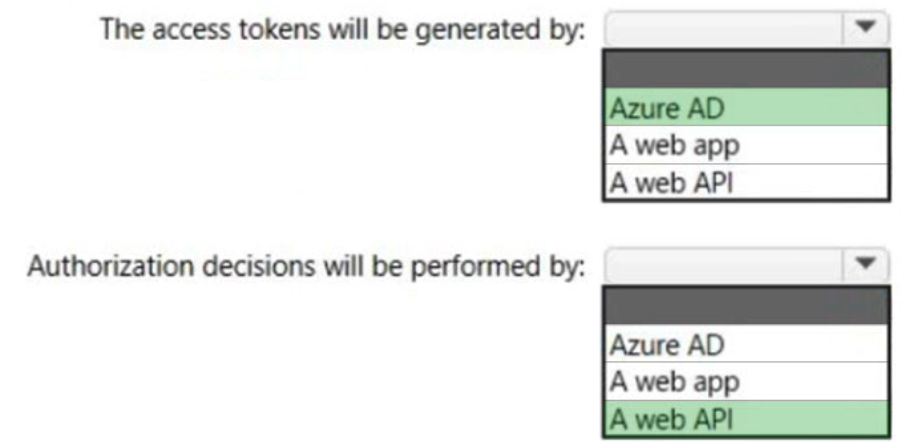 The access tokens will be generated by:
Azure AD
A web app
A web API
Authorization decisions will be performed by:
Azure AD
A web app
A web API